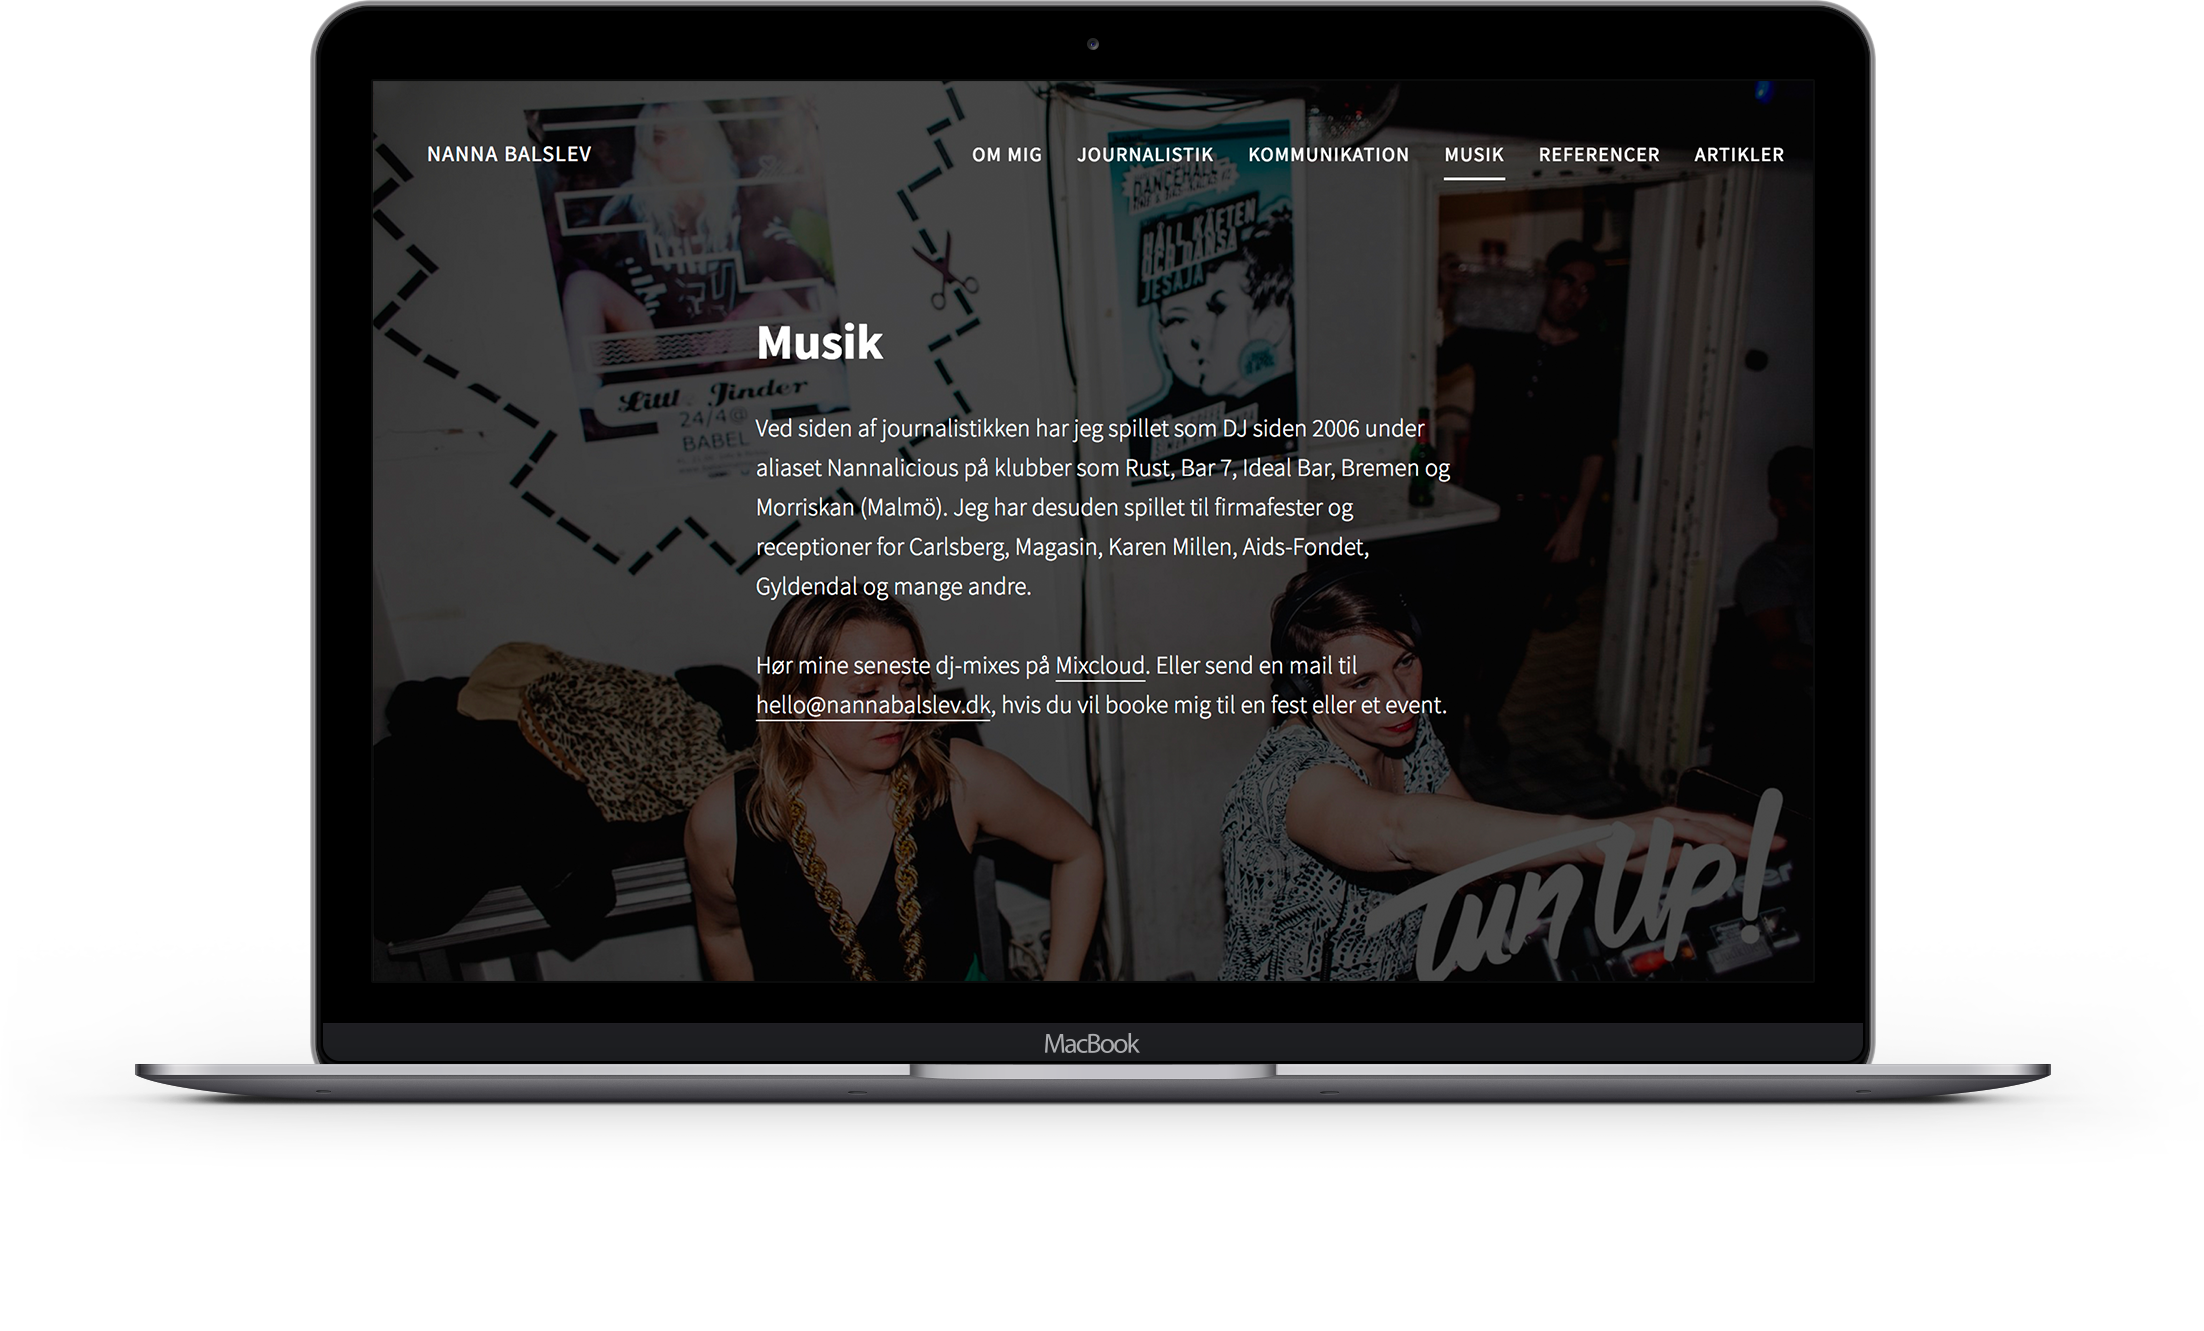 NANNA BALSLEV
OM MIG JOURNALISTIK KOMMUNIKATION MUSIK REFERENCER ARTIKLER
DANCEHALL
HÅLL KÄFTEN
OCH DANSA
JESAJA
Musik
Little Jinder
24/4@
BABEL
Ved siden af journalistikken har jeg spillet som DJ siden 2006 under
aliaset Nannalicious på klubber som Rust, Bar 7, Ideal Bar, Bremen og
Morriskan (Malmö). Jeg har desuden spillet til firmafester og
receptioner for Carlsberg, Magasin, Karen Millen, Aids-Fondet,
Gyldendal og mange andre.
Hør mine seneste dj-mixes på Mixcloud. Eller send en mail til
hello@nannabalslev.dk, hvis du vil booke mig til en fest eller et event.
Tun Up!
MacBook